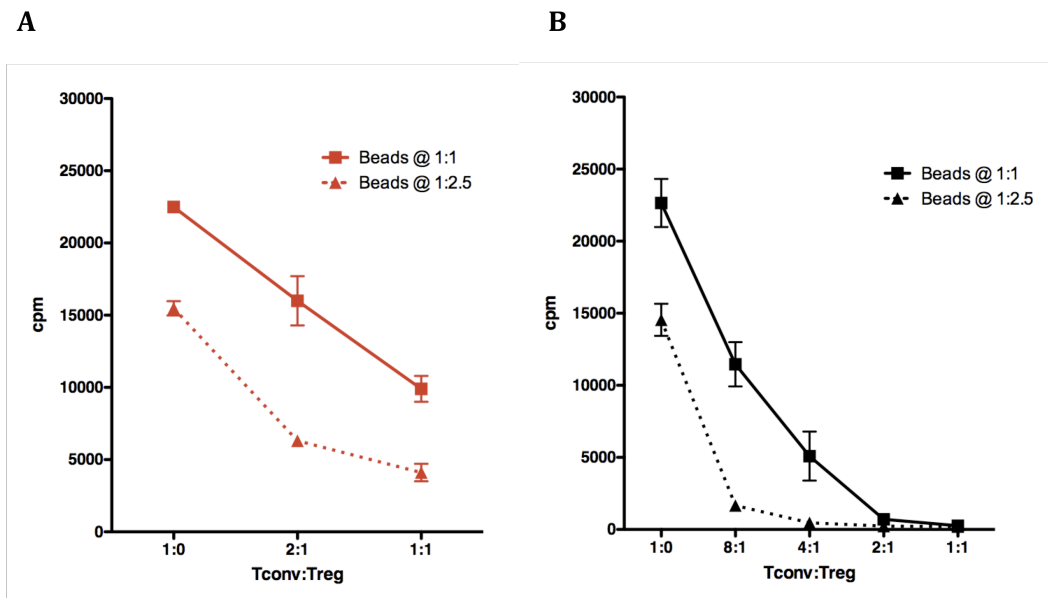 A
30000
25000
20000
15000
10000
5000
0
cpm
Beads @ 1:1
Beads @ 1:2.5
1:0 2:1 1:1
Tconv:Treg
B
30000
25000
20000
15000
10000
5000
0
cpm
Beads @ 1:1
Beads @ 1:2.5
1:0 8:1 4:1 2:1 1:1
Tconv:Treg